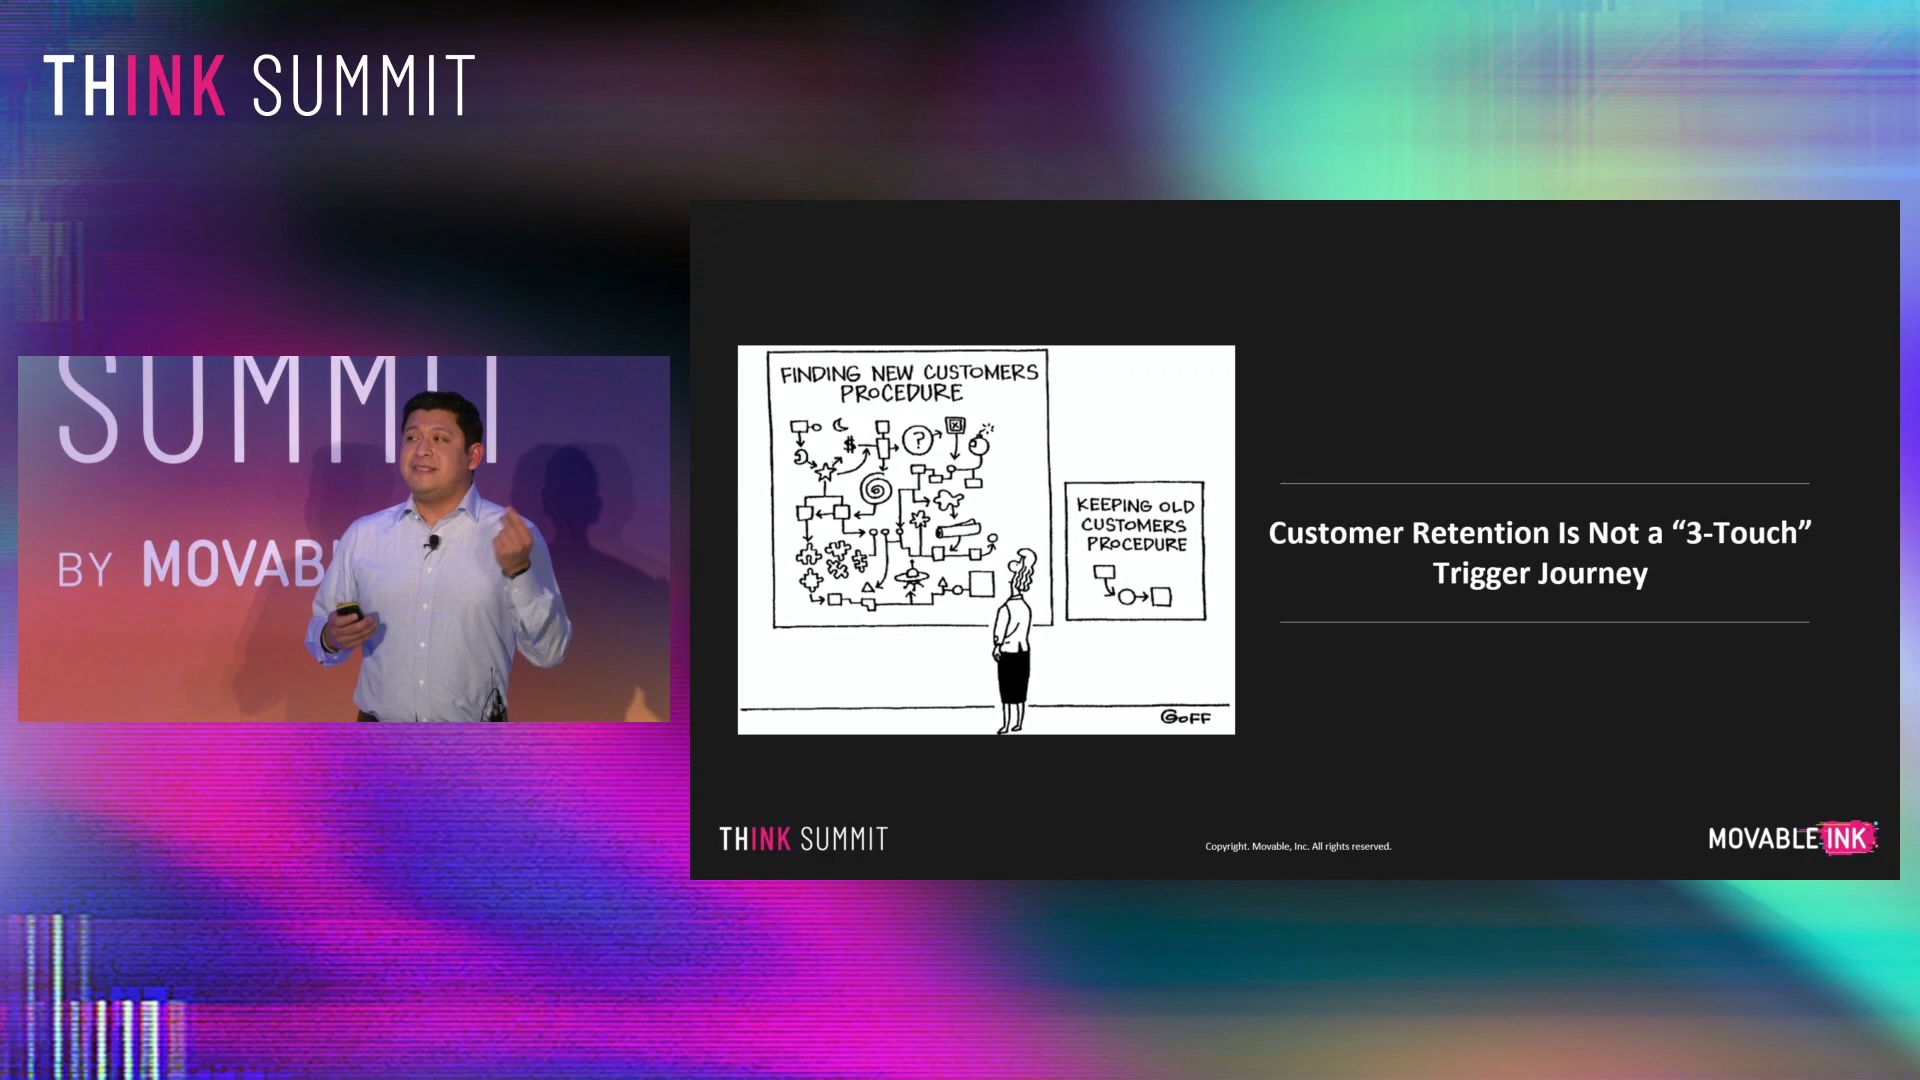 THINK SUMMIT
SUMMIT
BY MOVAB
FINDING NEW CUSTOMERS
PROCEDURE
$
?
KEEPING OLD
CUSTOMERS
PROCEDURE
GOFF
Customer Retention Is Not a “3-Touch”
Trigger Journey
THINK SUMMIT
Copyright. Movable, Inc. All rights reserved.
MOVABLE INK